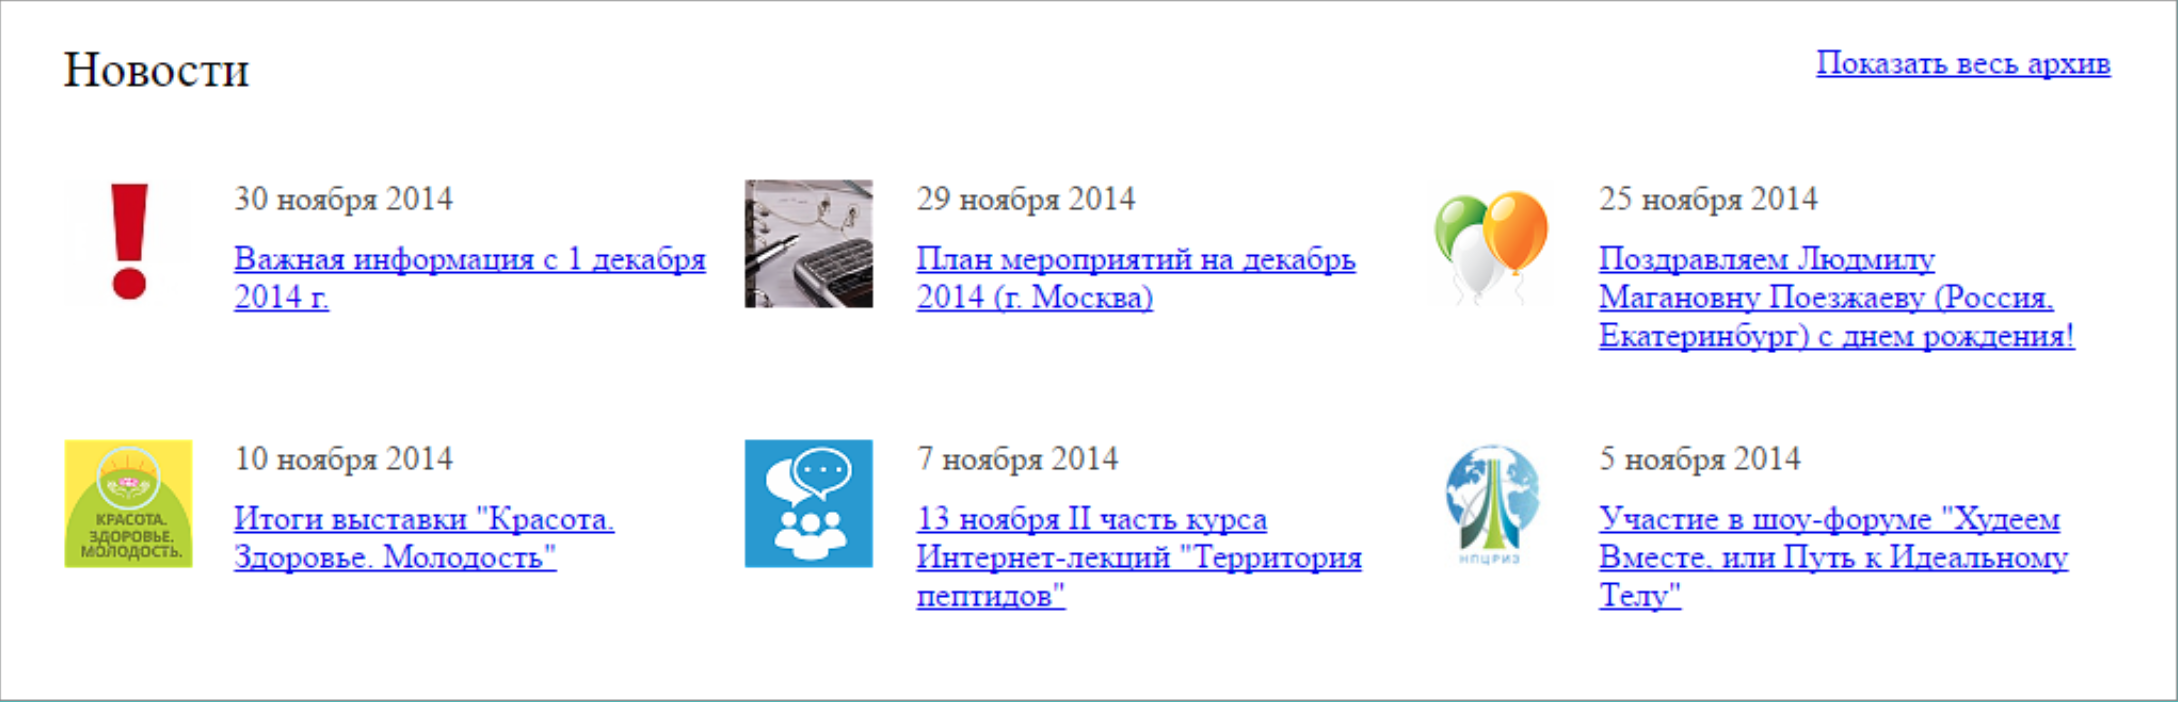 Новости
Показать весь архив
30 ноября 2014
Важная информация с 1 декабря
2014 г.
29 ноября 2014
План мероприятий на декабрь
2014 (г. Москва)
25 ноября 2014
Поздравляем Людмилу
Магановну Поезжаеву (Россия,
Екатеринбург) с днем рождения!
КРАСОТА.
ЗДОРОВЬЕ.
МОЛОДОСТЬ.
10 ноября 2014
Итоги выставки "Красота.
Здоровье. Молодость"
7 ноября 2014
13 ноября II часть курса
Интернет-лекций "Территория
пептидов"
НПЦРИЗ
5 ноября 2014
Участие в шоу-форуме "Худеем
Вместе, или Путь к Идеальному
Телу"